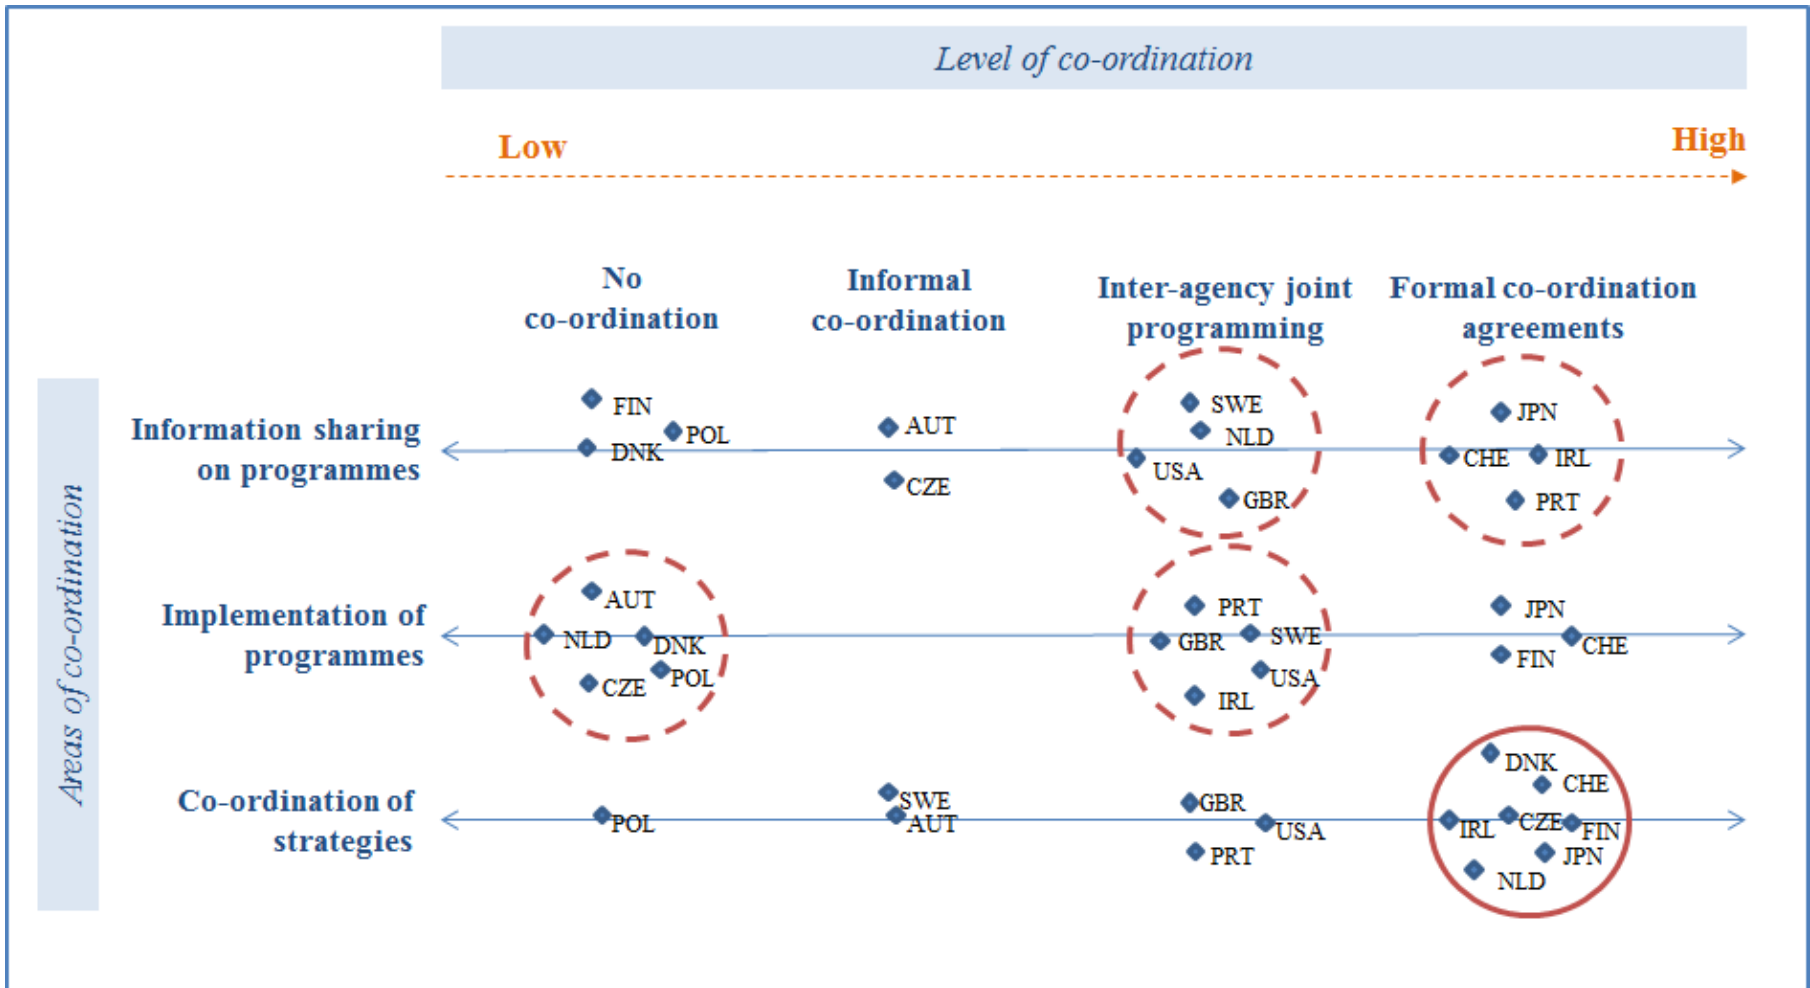 Level of co-ordination
Low
High
No
co-ordination
Informal
co-ordination
Inter-agency joint
programming
Formal co-ordination
agreements
Areas of co-ordination
Information sharing
on programmes
FIN
POL
DNK
AUT
CZE
SWE
NLD
USA
GBR
JPN
CHE
IRL
PRT
Implementation of
programmes
AUT
NLD
DNK
CZE
POL
PRT
GBR
SWE
USA
IRL
JPN
CHE
FIN
Co-ordination of
strategies
POL
SWE
AUT
GBR
USA
PRT
DNK
CHE
IRL
CZE
FIN
JPN
NLD